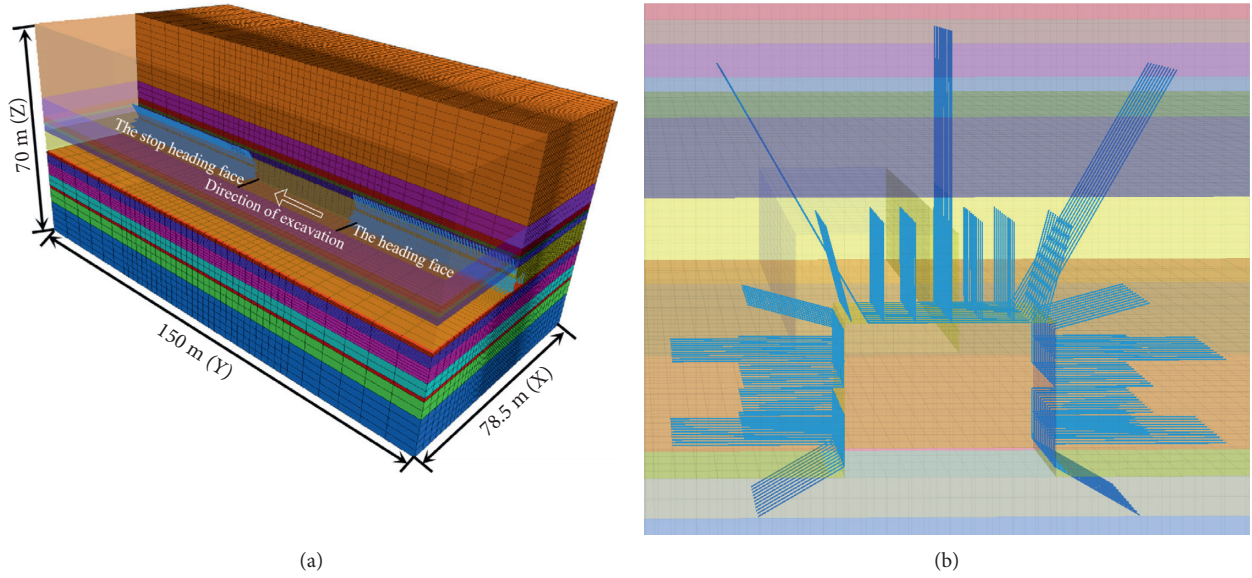 70 m (Z)
The stop heading face
Direction of excavation
The heading face
150 m (Y)
78.5 m (X)
(a)
(b)